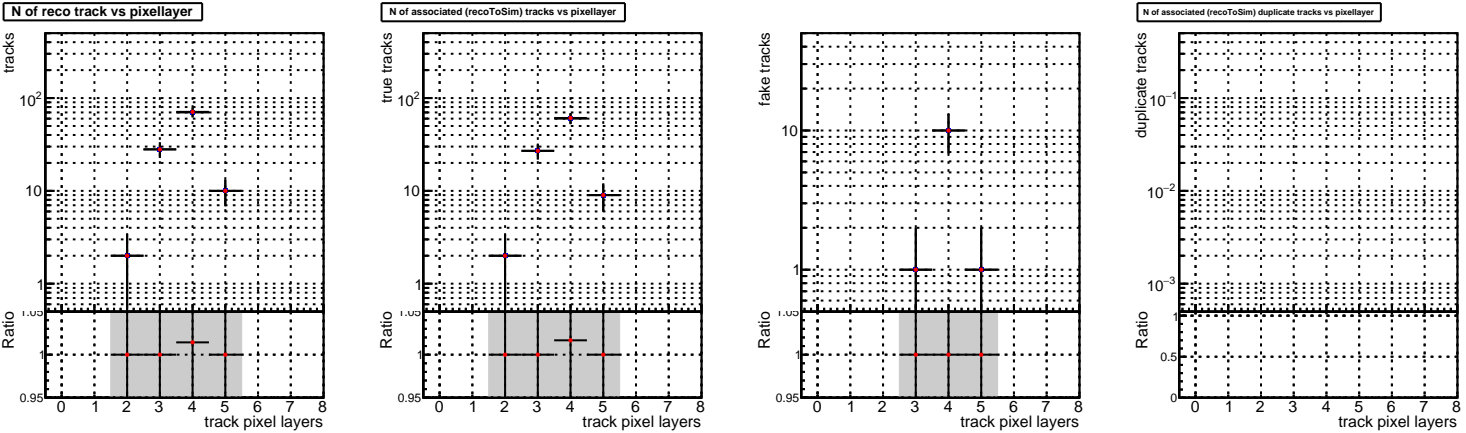 N of reco track vs pixellayer
tracks
10²
10
1
1.05
Ratio
1
0.95
0 1 2 3 4 5 6 7 8
track pixel layers
N of associated (recoToSim) tracks vs pixellayer
true tracks
10²
10
1
1.05
Ratio
1
0.95
0 1 2 3 4 5 6 7 8
track pixel layers
fake tracks
10
1
1.05
Ratio
1
0.95
0 1 2 3 4 5 6 7 8
track pixel layers
N of associated (recoToSim) duplicate tracks vs pixellayer
duplicate tracks
10⁻¹
10⁻²
10⁻³
Ratio
1
0.5
0
0 1 2 3 4 5 6 7 8
track pixel layers